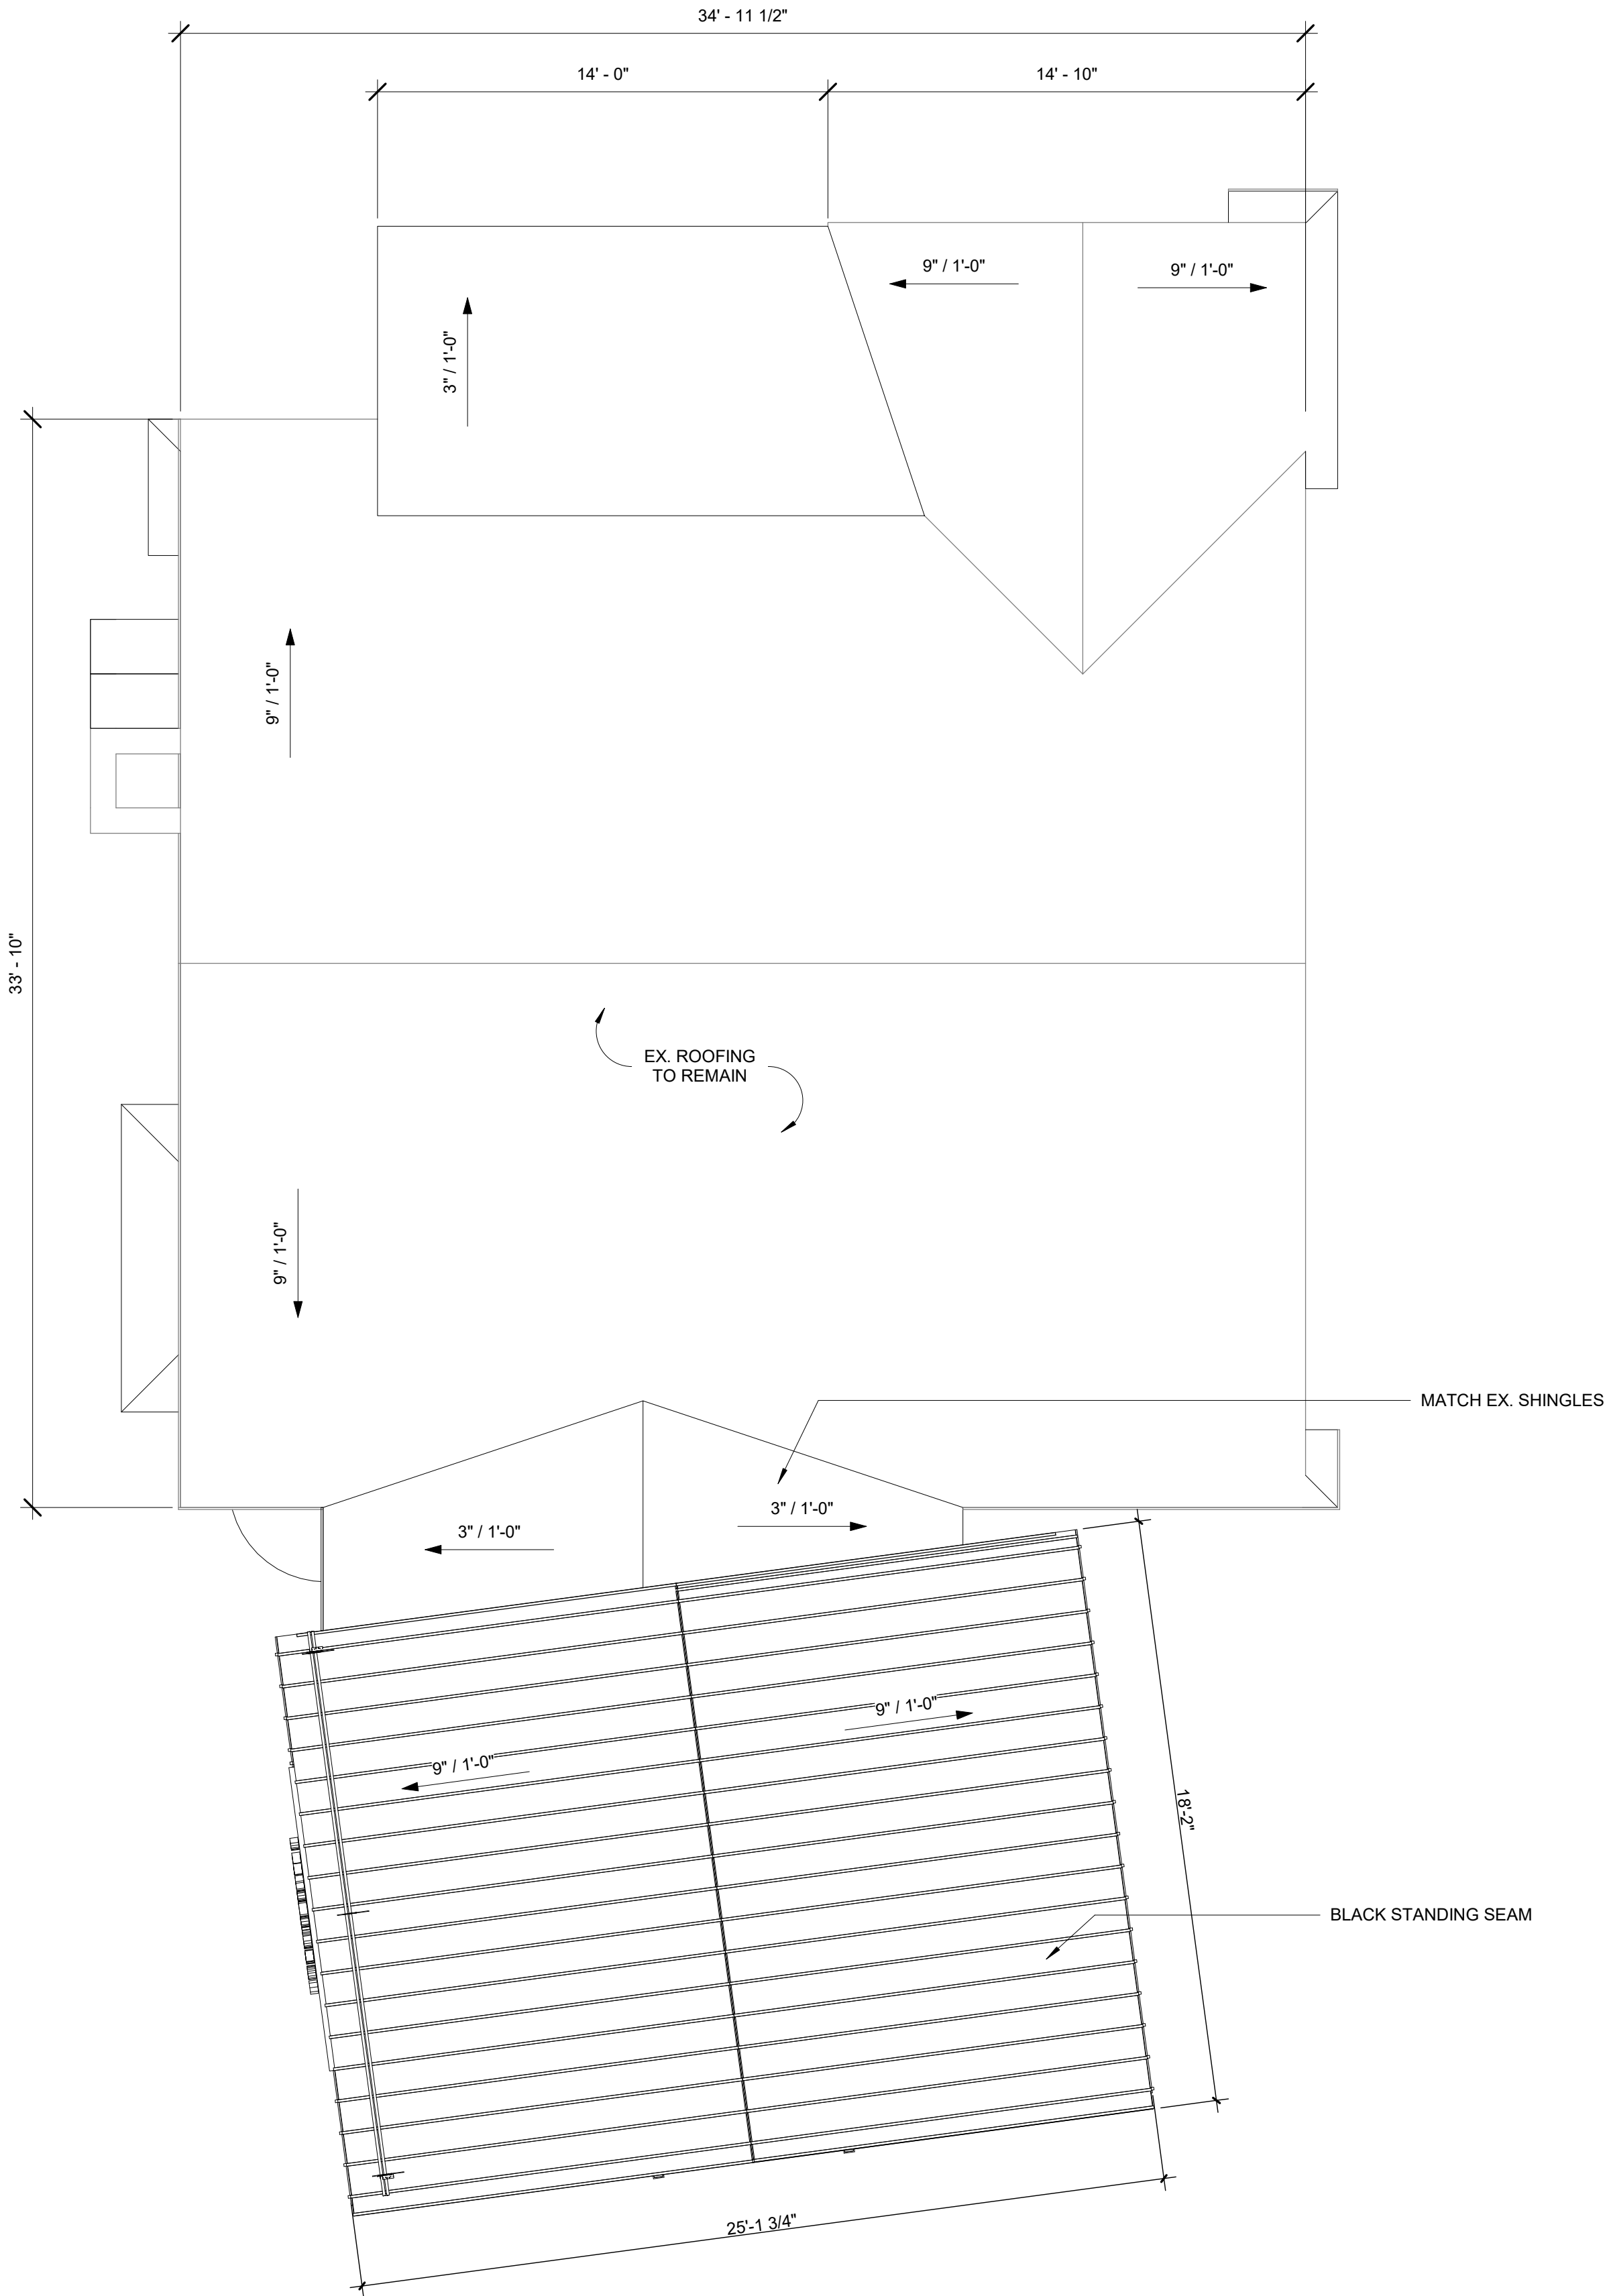 34' - 11 1/2"
14' - 0"
14' - 10"
9" / 1'-0"
9" / 1'-0"
3" / 1'-0"
9" / 1'-0"
33' - 10"
EX. ROOFING
TO REMAIN
9" / 1'-0"
MATCH EX. SHINGLES
3" / 1'-0"
3" / 1'-0"
9" / 1'-0"
9" / 1'-0"
18'-2"
BLACK STANDING SEAM
25'-1 3/4"